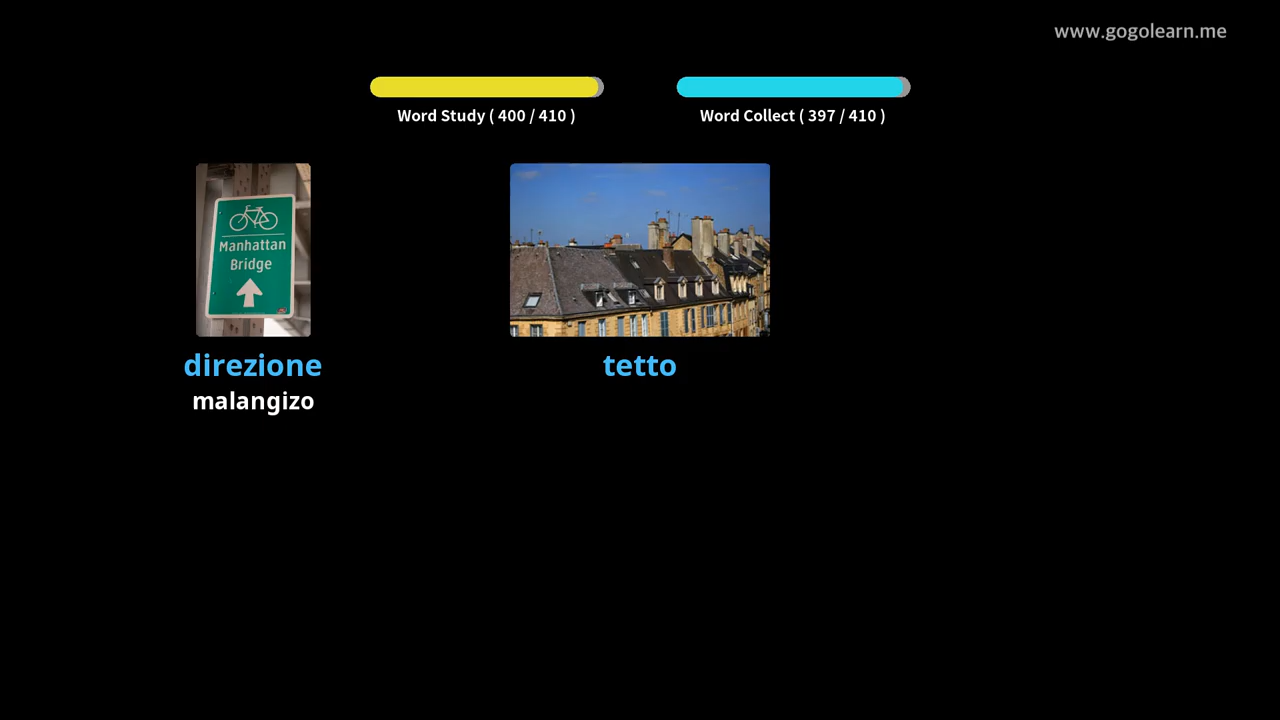 www.gogolearn.me
Word Study ( 400 / 410 )
Word Collect ( 397 / 410 )
Manhattan
Bridge
direzione
malangizo
tetto